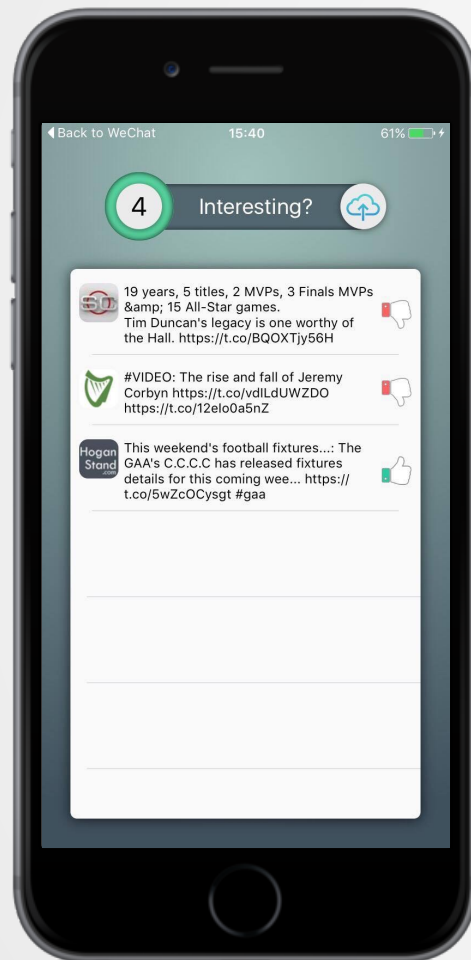 Back to WeChat 15:40 61%
4 Interesting?
19 years, 5 titles, 2 MVPs, 3 Finals MVPs
&amp; 15 All-Star games.
Tim Duncan's legacy is one worthy of
the Hall. https://t.co/BQOXTjy56H
#VIDEO: The rise and fall of Jeremy
Corbyn https://t.co/vdlLdUWZDO
https://t.co/12elo0a5nZ
Hogan
Stand
.com
This weekend's football fixtures...: The
GAA's C.C.C.C has released fixtures
details for this coming wee... https://
t.co/5wZcOCysgt #gaa